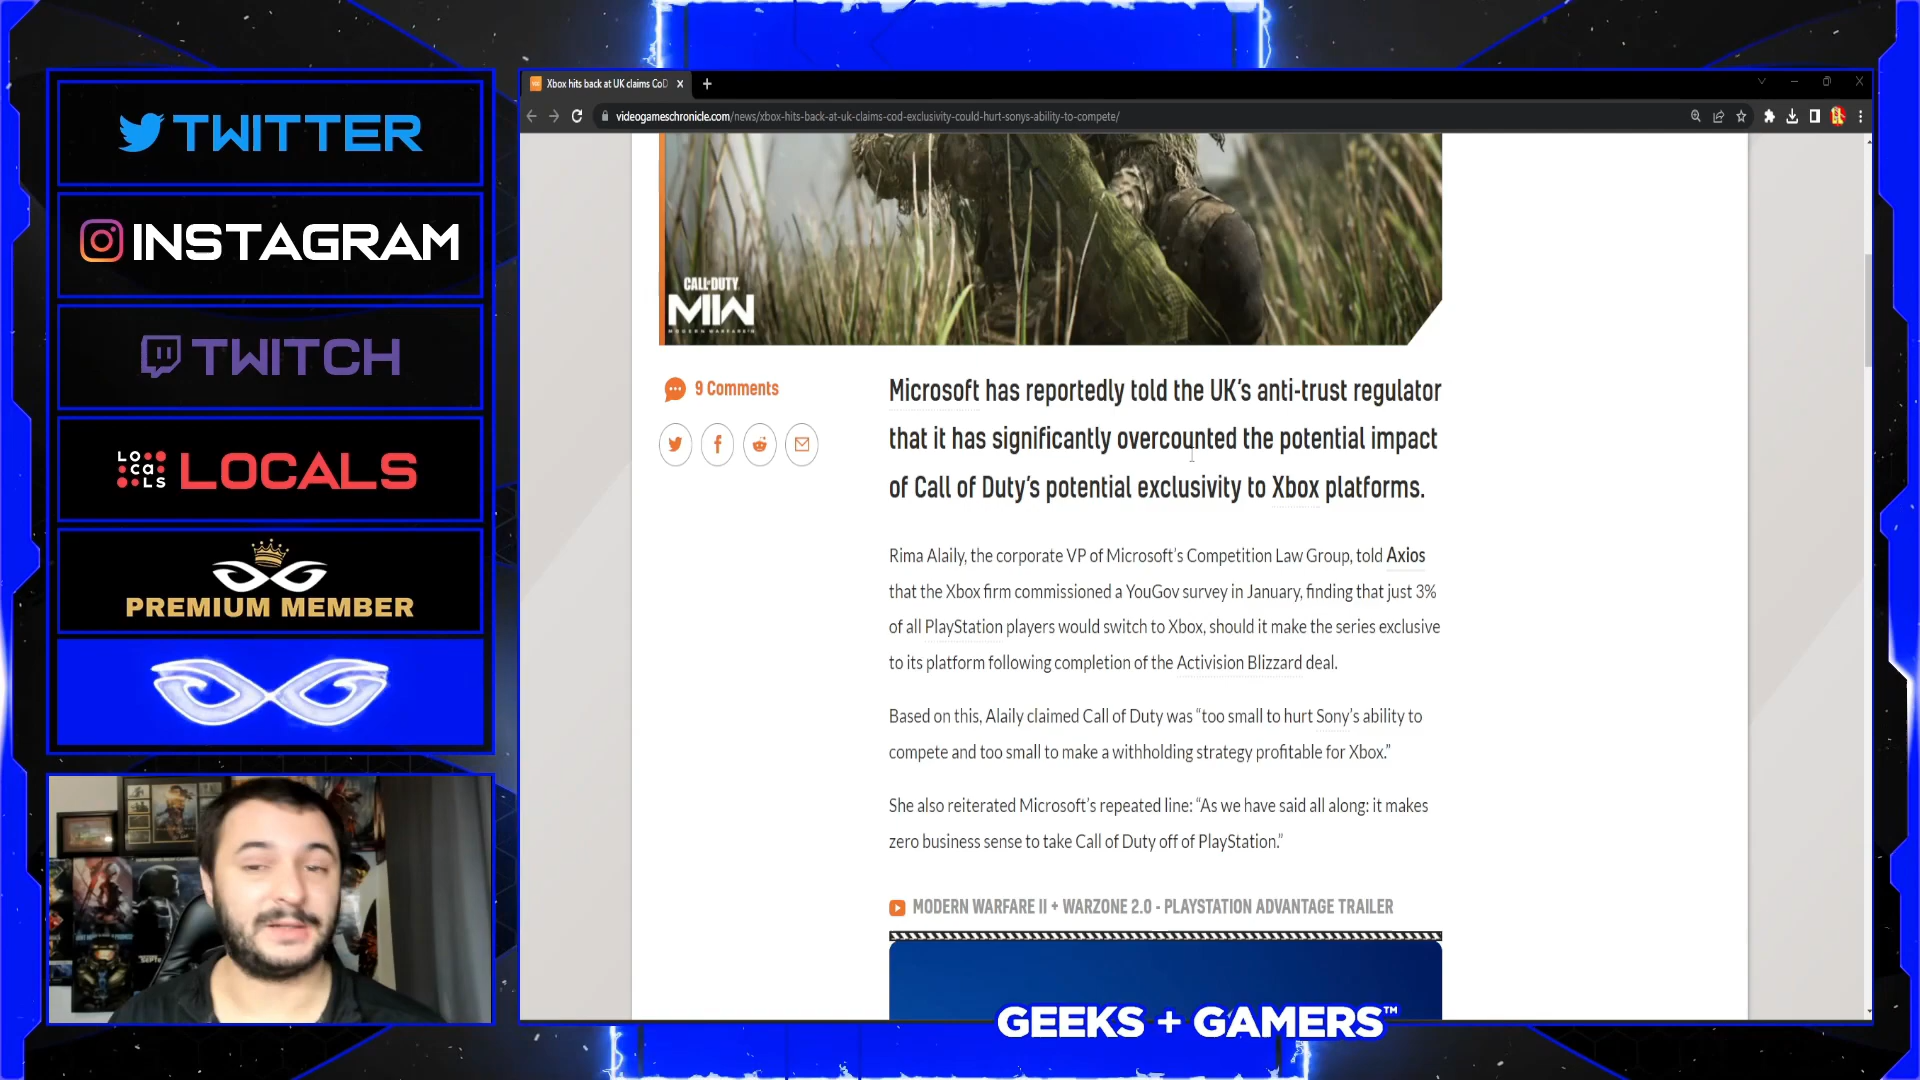 TWITTER
INSTAGRAM
TWITCH
LOCALS
LOCALS
PREMIUM MEMBER
Xbox hits back at UK claims CoD
videogameschronicle.com/news/xbox-hits-back-at-uk-claims-cod-exclusivity-could-hurt-sonys-ability-to-compete/
CALL OF DUTY
MW
MODERN WARFARE II
9 Comments
Microsoft has reportedly told the UK’s anti-trust regulator
that it has significantly overcounted the potential impact
of Call of Duty’s potential exclusivity to Xbox platforms.
Rima Alaily, the corporate VP of Microsoft’s Competition Law Group, told Axios
that the Xbox firm commissioned a YouGov survey in January, finding that just 3%
of all PlayStation players would switch to Xbox, should it make the series exclusive
to its platform following completion of the Activision Blizzard deal.
Based on this, Alaily claimed Call of Duty was “too small to hurt Sony’s ability to
compete and too small to make a withholding strategy profitable for Xbox.”
She also reiterated Microsoft’s repeated line: “As we have said all along: it makes
zero business sense to take Call of Duty off of PlayStation.”
MODERN WARFARE II + WARZONE 2.0 - PLAYSTATION ADVANTAGE TRAILER
GEEKS + GAMERS™